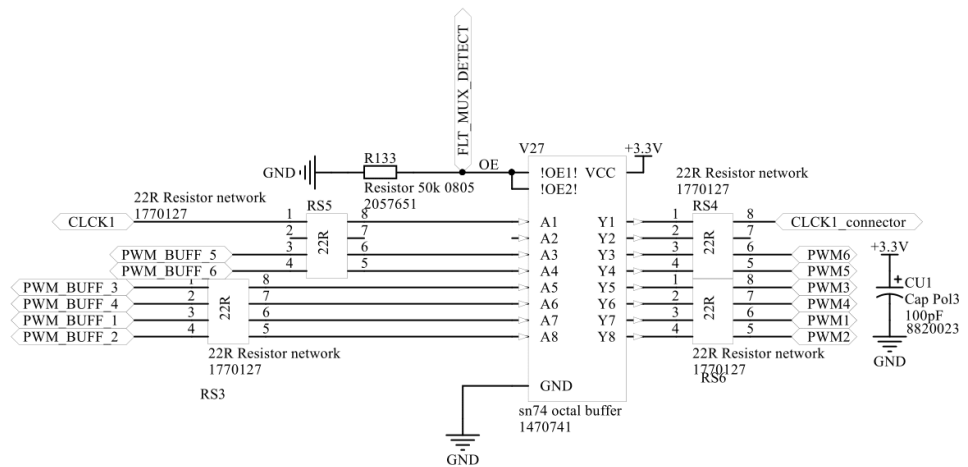 FLT_MUX_DETECT
V27
+3.3V
R133
OE
GND
!OE1! VCC
!OE2!
Resistor 50k 0805
2057651
22R Resistor network
1770127
RS5
22R Resistor network
1770127
RS4
CLCK1
1
8
A1
Y1
1
8
CLCK1_connector
2
7
A2
Y2
2
7
22R
22R
PWM_BUFF_5
3
6
A3
Y3
3
6
PWM6
PWM_BUFF_6
4
5
A4
Y4
4
5
PWM5
PWM_BUFF_3
1
8
A5
Y5
1
8
PWM3
PWM_BUFF_4
2
7
A6
Y6
2
7
PWM4
22R
22R
PWM_BUFF_1
3
6
A7
Y7
3
6
PWM1
PWM_BUFF_2
4
5
A8
Y8
4
5
PWM2
+3.3V
+
CU1
Cap Pol3
100pF
8820023
GND
22R Resistor network
1770127
RS3
22R Resistor network
1770127
RS6
GND
sn74 octal buffer
1470741
GND